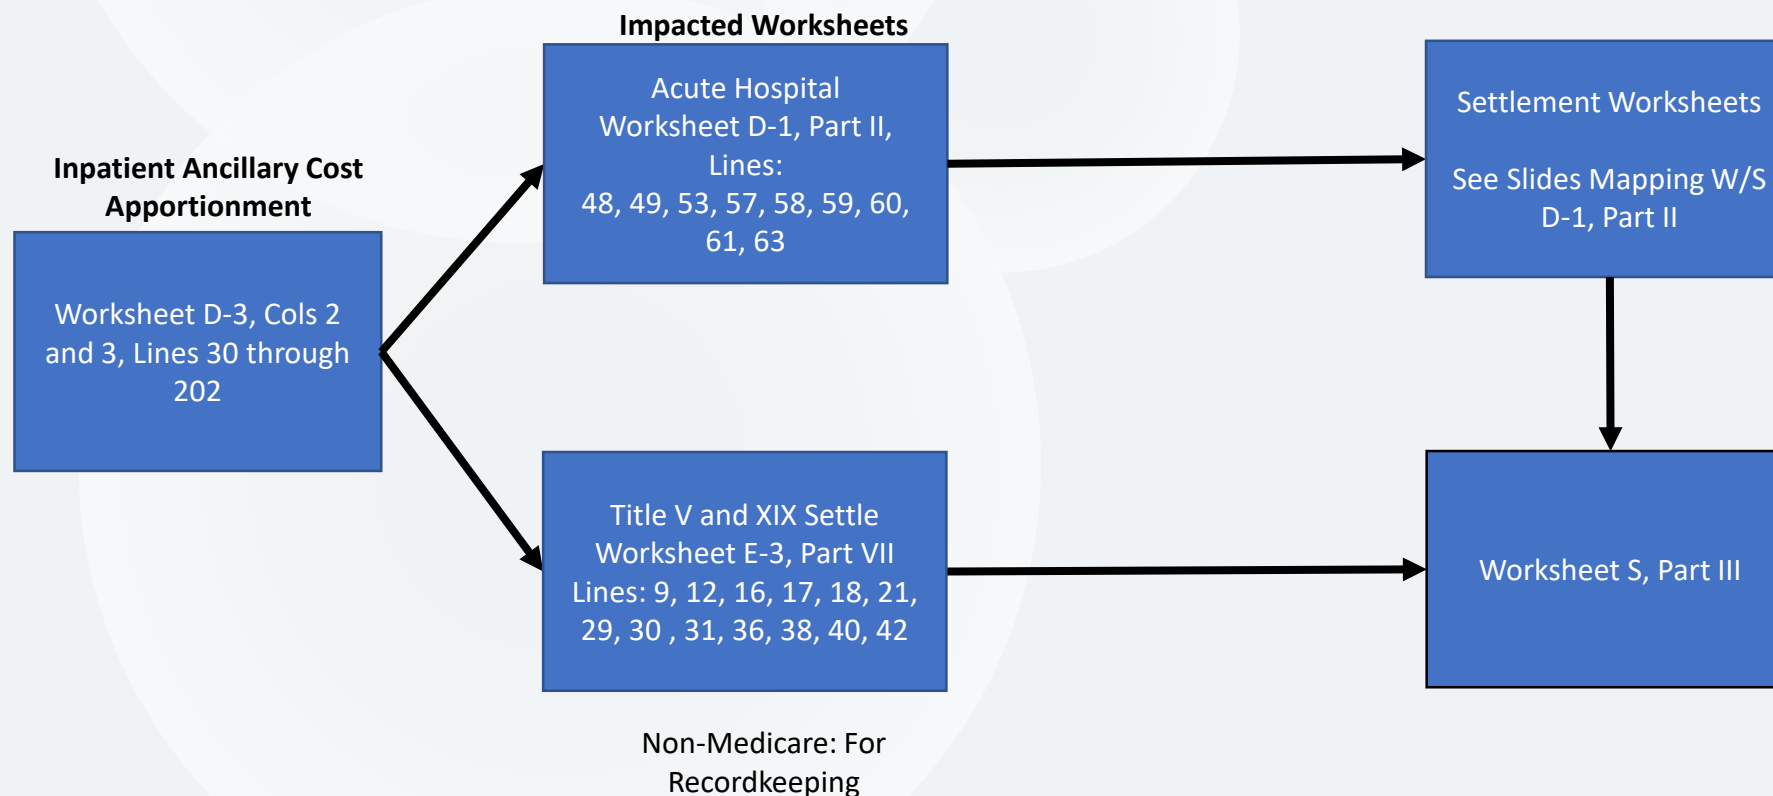 Impacted Worksheets
Inpatient Ancillary Cost
Apportionment
Worksheet D-3, Cols 2
and 3, Lines 30 through
202
Acute Hospital
Worksheet D-1, Part II,
Lines:
48, 49, 53, 57, 58, 59, 60,
61, 63
Settlement Worksheets
See Slides Mapping W/S
D-1, Part II
Title V and XIX Settle
Worksheet E-3, Part VII
Lines: 9, 12, 16, 17, 18, 21,
29, 30 , 31, 36, 38, 40, 42
Worksheet S, Part III
Non-Medicare: For
Recordkeeping